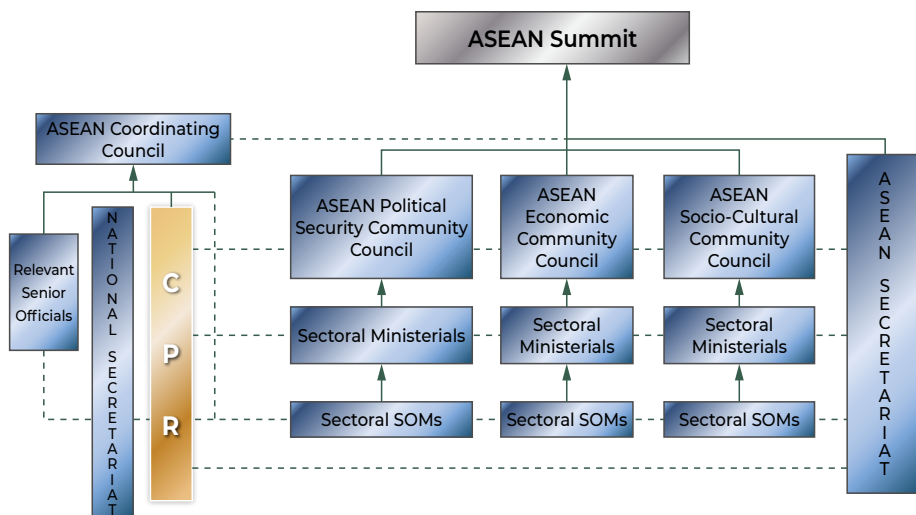 ASEAN Summit
ASEAN Coordinating
Council
ASEAN Political
Security Community
Council
ASEAN
Economic
Community
Council
ASEAN
Socio-Cultural
Community
Council
ASEAN SECRETARIAT
NATIONAL SECRETARIAT
CPR
Relevant
Senior
Officials
Sectoral Ministerials
Sectoral
Ministerials
Sectoral
Ministerials
Sectoral SOMs
Sectoral SOMs
Sectoral SOMs